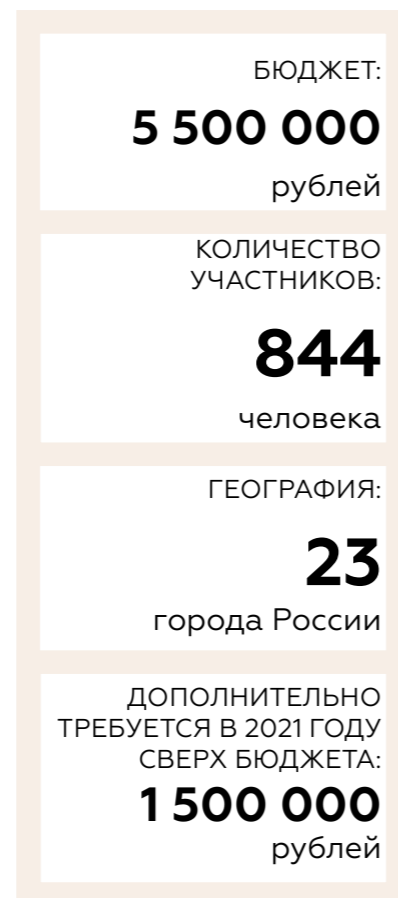 БЮДЖЕТ:
5 500 000
рублей
КОЛИЧЕСТВО
УЧАСТНИКОВ:
844
человека
ГЕОГРАФИЯ:
23
города России
ДОПОЛНИТЕЛЬНО
ТРЕБУЕТСЯ В 2021 ГОДУ
СВЕРХ БЮДЖЕТА:
1 500 000
рублей